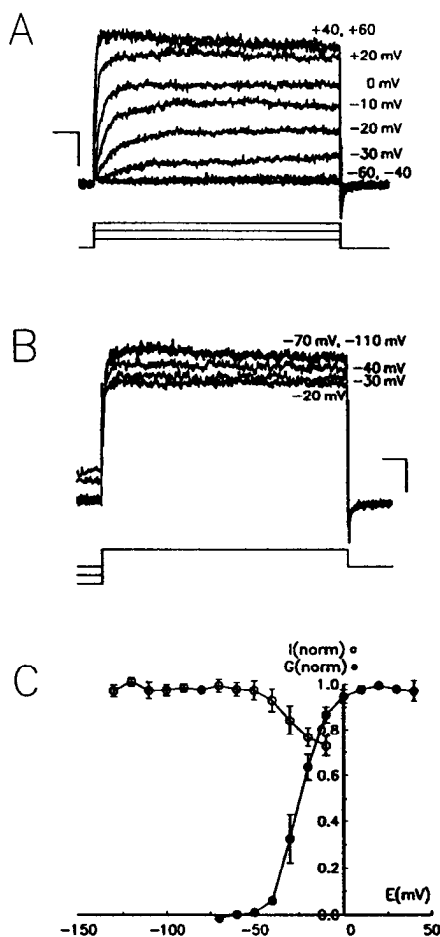 A
+40, +60
+20 mV
0 mV
−10 mV
−20 mV
−30 mV
−60, −40
B
−70 mV, −110 mV
−40 mV
−30 mV
−20 mV
C
I(norm) ○
G(norm) ●
1.0
0.8
0.6
0.4
0.2
0.0
E(mV)
−150 −100 −50 0 50